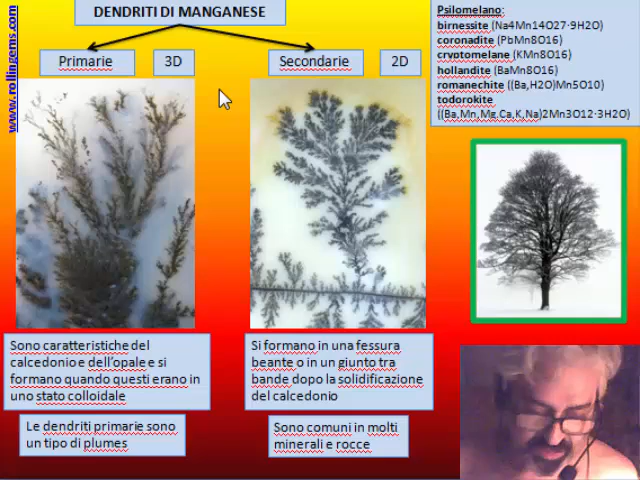 DENDRITI DI MANGANESE
www.rollingems.com
Primarie
3D
Secondarie
2D
Psilomelano:
birnessite (Na4Mn14O27·9H2O)
coronadite (PbMn8O16)
cryptomelane (KMn8O16)
hollandite (BaMn8O16)
romanechite ((Ba,H2O)Mn5O10)
todorokite
((Ba,Mn,Mg,Ca,K,Na)2Mn3O12·3H2O)
Sono caratteristiche del
calcedonio e dell'opale e si
formano quando questi erano in
uno stato colloidale
Le dendriti primarie sono
un tipo di plumes
Si formano in una fessura
beante o in un giunto tra
bande dopo la solidificazione
del calcedonio
Sono comuni in molti
minerali e rocce